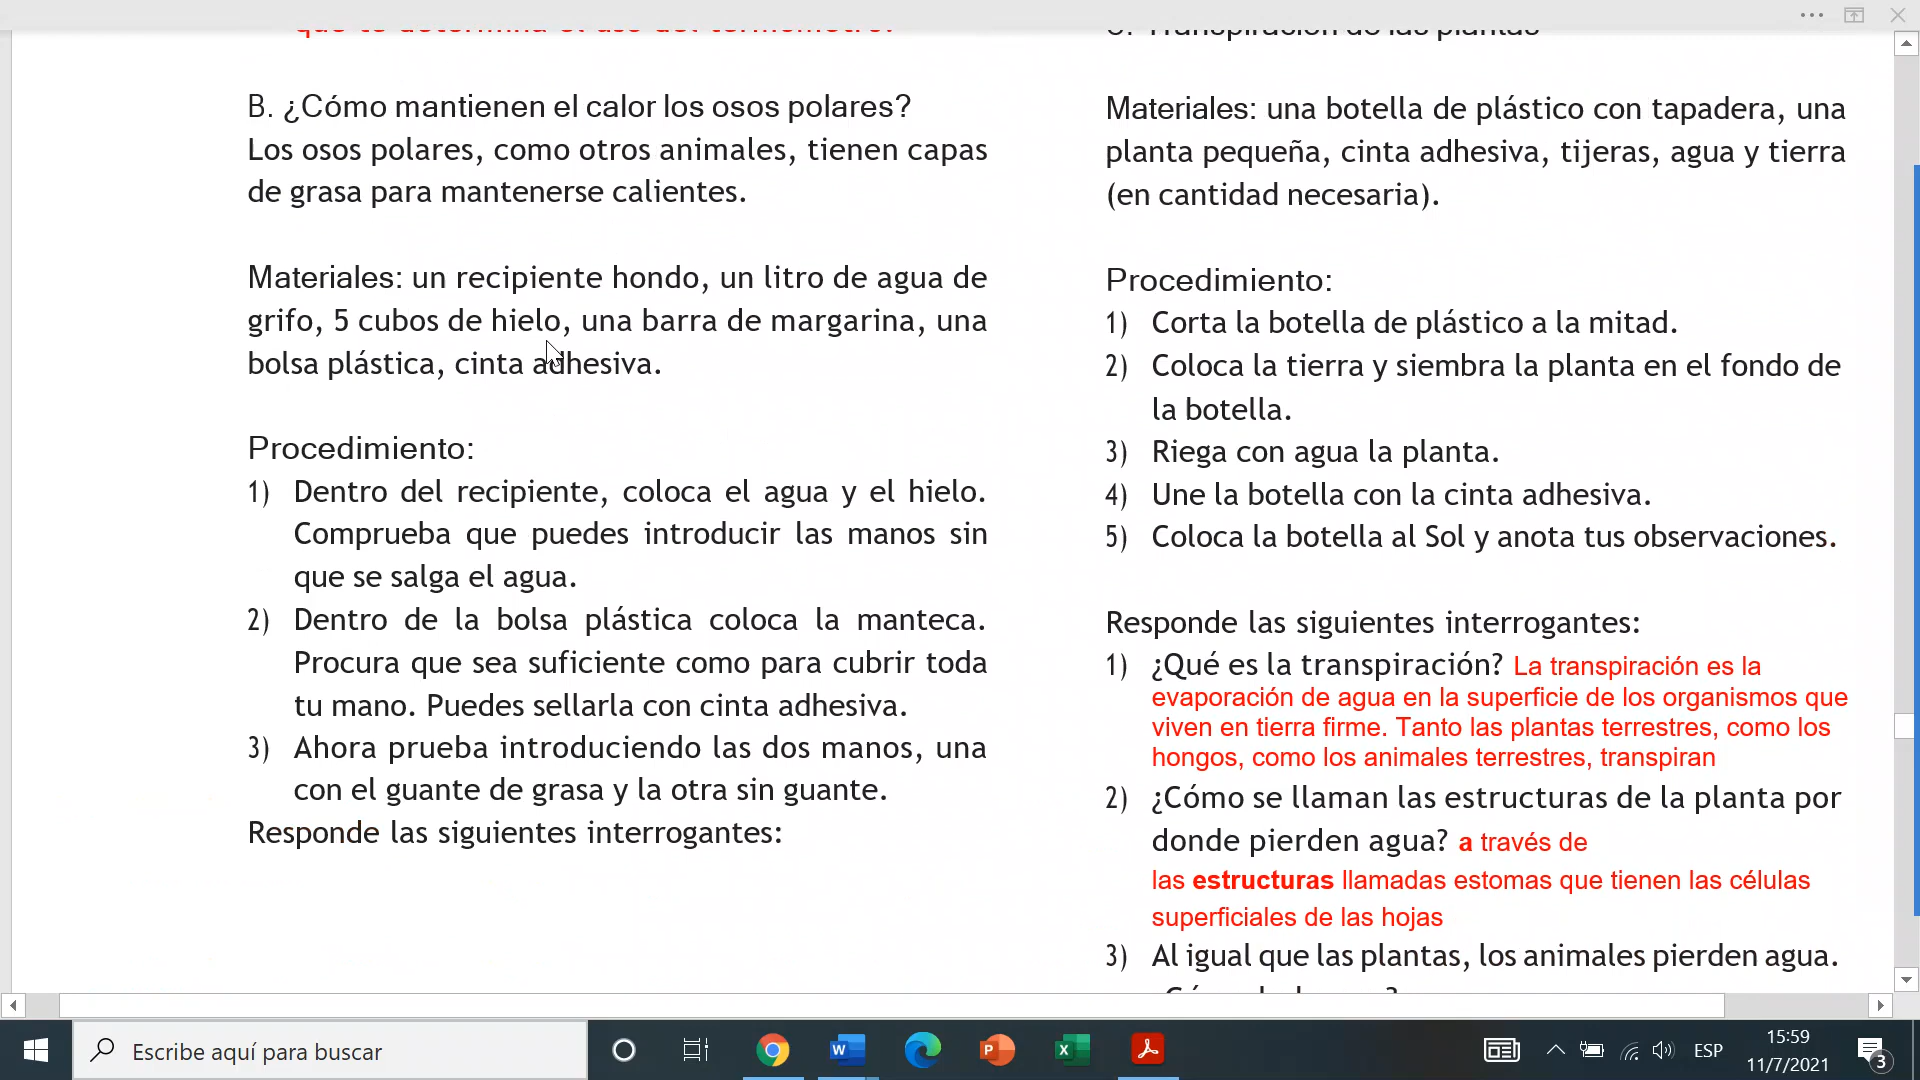 que te determina el uso del termómetro.
B. ¿Cómo mantienen el calor los osos polares?
Los osos polares, como otros animales, tienen capas
de grasa para mantenerse calientes.
Materiales: un recipiente hondo, un litro de agua de
grifo, 5 cubos de hielo, una barra de margarina, una
bolsa plástica, cinta adhesiva.
Procedimiento:
1) Dentro del recipiente, coloca el agua y el hielo.
Comprueba que puedes introducir las manos sin
que se salga el agua.
2) Dentro de la bolsa plástica coloca la manteca.
Procura que sea suficiente como para cubrir toda
tu mano. Puedes sellarla con cinta adhesiva.
3) Ahora prueba introduciendo las dos manos, una
con el guante de grasa y la otra sin guante.
Responde las siguientes interrogantes:
C. Transpiración de las plantas
Materiales: una botella de plástico con tapadera, una
planta pequeña, cinta adhesiva, tijeras, agua y tierra
(en cantidad necesaria).
Procedimiento:
1) Corta la botella de plástico a la mitad.
2) Coloca la tierra y siembra la planta en el fondo de
la botella.
3) Riega con agua la planta.
4) Une la botella con la cinta adhesiva.
5) Coloca la botella al Sol y anota tus observaciones.
Responde las siguientes interrogantes:
1) ¿Qué es la transpiración? La transpiración es la
evaporación de agua en la superficie de los organismos que
viven en tierra firme. Tanto las plantas terrestres, como los
hongos, como los animales terrestres, transpiran
2) ¿Cómo se llaman las estructuras de la planta por
donde pierden agua? a través de
las estructuras llamadas estomas que tienen las células
superficiales de las hojas
3) Al igual que las plantas, los animales pierden agua.
Escribe aquí para buscar
ESP
15:59
11/7/2021
3